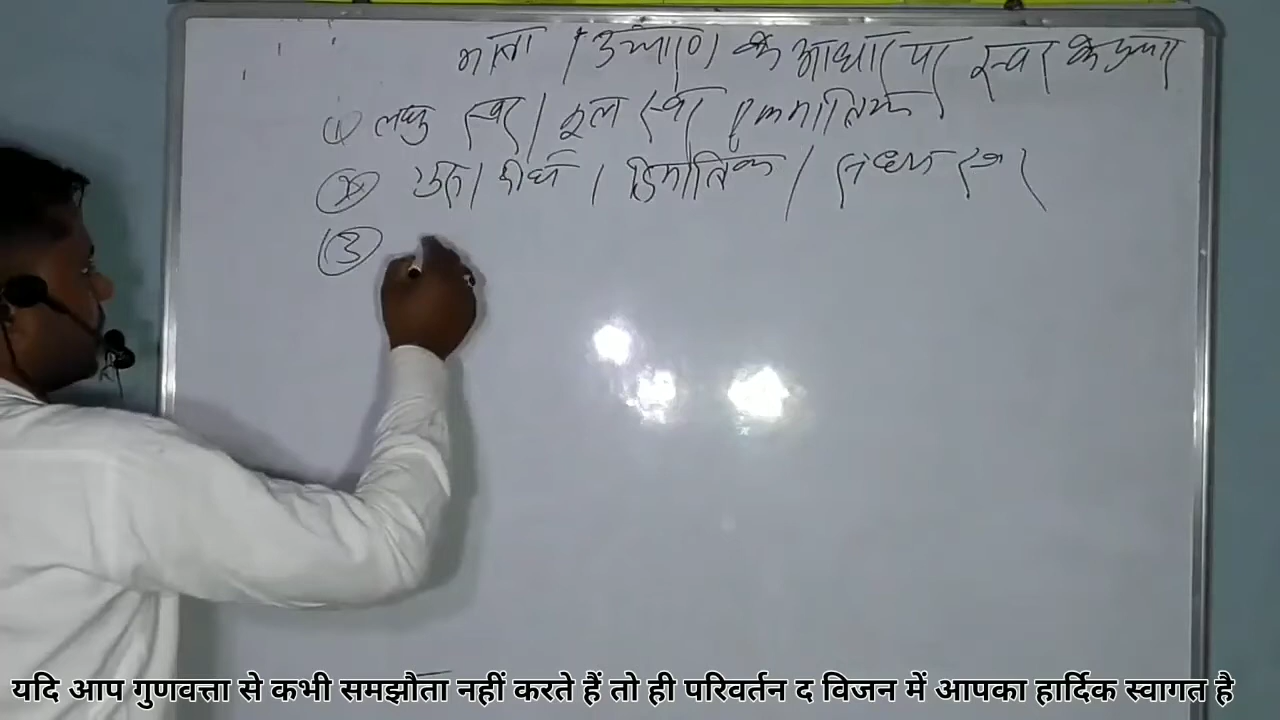 मात्रा / उच्चारण के आधार पर स्वर के प्रकार
① लघु स्वर / मूल स्वर / एकमात्रिक
② गुरु / दीर्घ / द्विमात्रिक / संधि स्वर
③
यदि आप गुणवत्ता से कभी समझौता नहीं करते हैं तो ही परिवर्तन द विजन में आपका हार्दिक स्वागत है